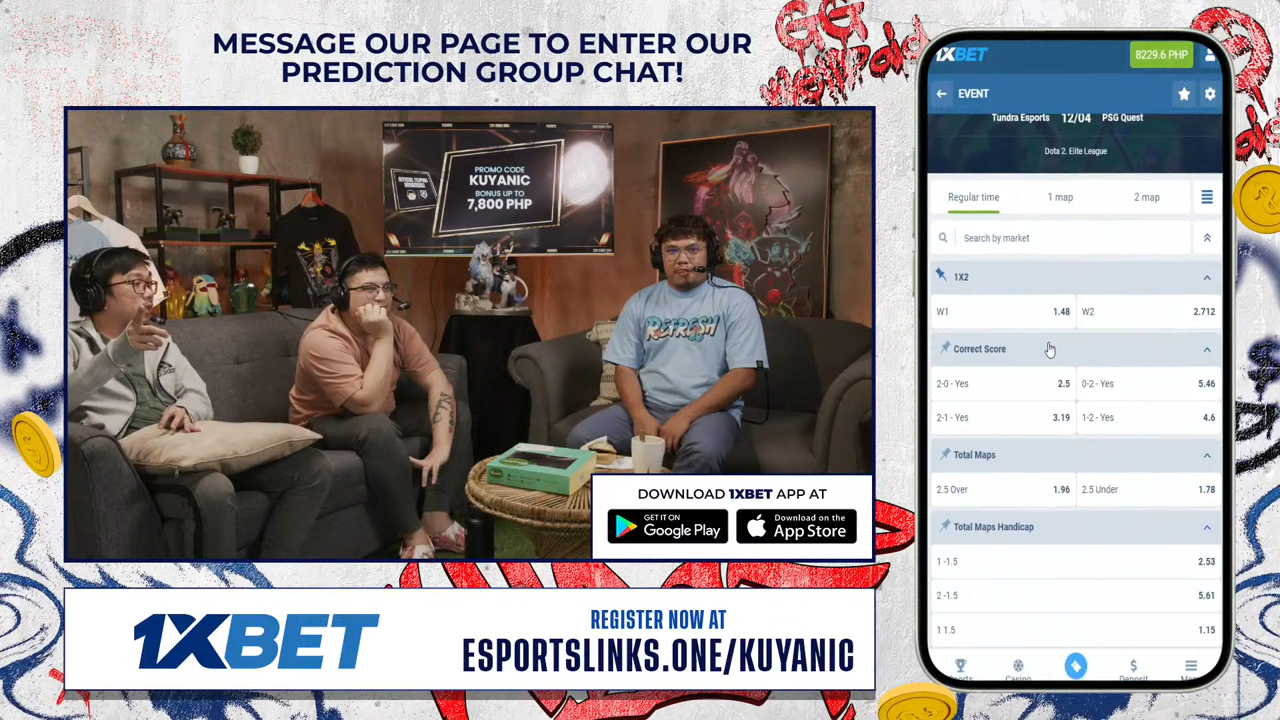 MESSAGE OUR PAGE TO ENTER OUR
PREDICTION GROUP CHAT!
PROMO CODE
KUYANIC
BONUS UP TO
7,800 PHP
REFRESH
DOWNLOAD 1XBET APP AT
GET IT ON
Google Play
Download on the
App Store
1XBET
REGISTER NOW AT
ESPORTSLINKS.ONE/KUYANIC
1XBET
8229.6 PHP
EVENT
Tundra Esports 12/04 PSG Quest
Dota 2. Elite League
Regular time 1 map 2 map
Search by market
1X2
W1 1.48 W2 2.712
Correct Score
2-0 - Yes 2.5 0-2 - Yes 5.46
2-1 - Yes 3.19 1-2 - Yes 4.6
Total Maps
2.5 Over 1.96 2.5 Under 1.78
Total Maps Handicap
1 -1.5 2.53
2 -1.5 5.61
1 1.5 1.15
Casino Deposit